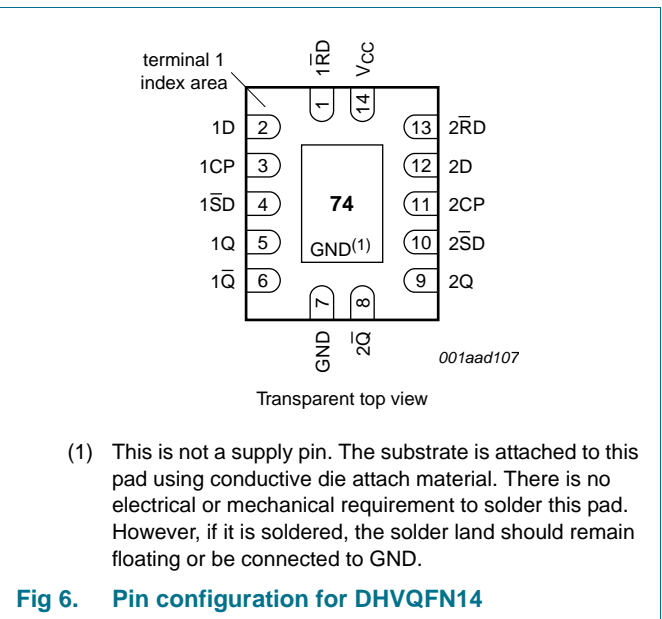 terminal 1
index area
1R̅D
VCC
1
14
1D 2
13 2R̅D
1CP 3
12 2D
1S̅D 4
74
11 2CP
1Q 5
GND(1)
10 2S̅D
1Q̅ 6
9 2Q
7
8
GND
2Q̅
001aad107
Transparent top view
(1) This is not a supply pin. The substrate is attached to this
pad using conductive die attach material. There is no
electrical or mechanical requirement to solder this pad.
However, if it is soldered, the solder land should remain
floating or be connected to GND.
Fig 6. Pin configuration for DHVQFN14